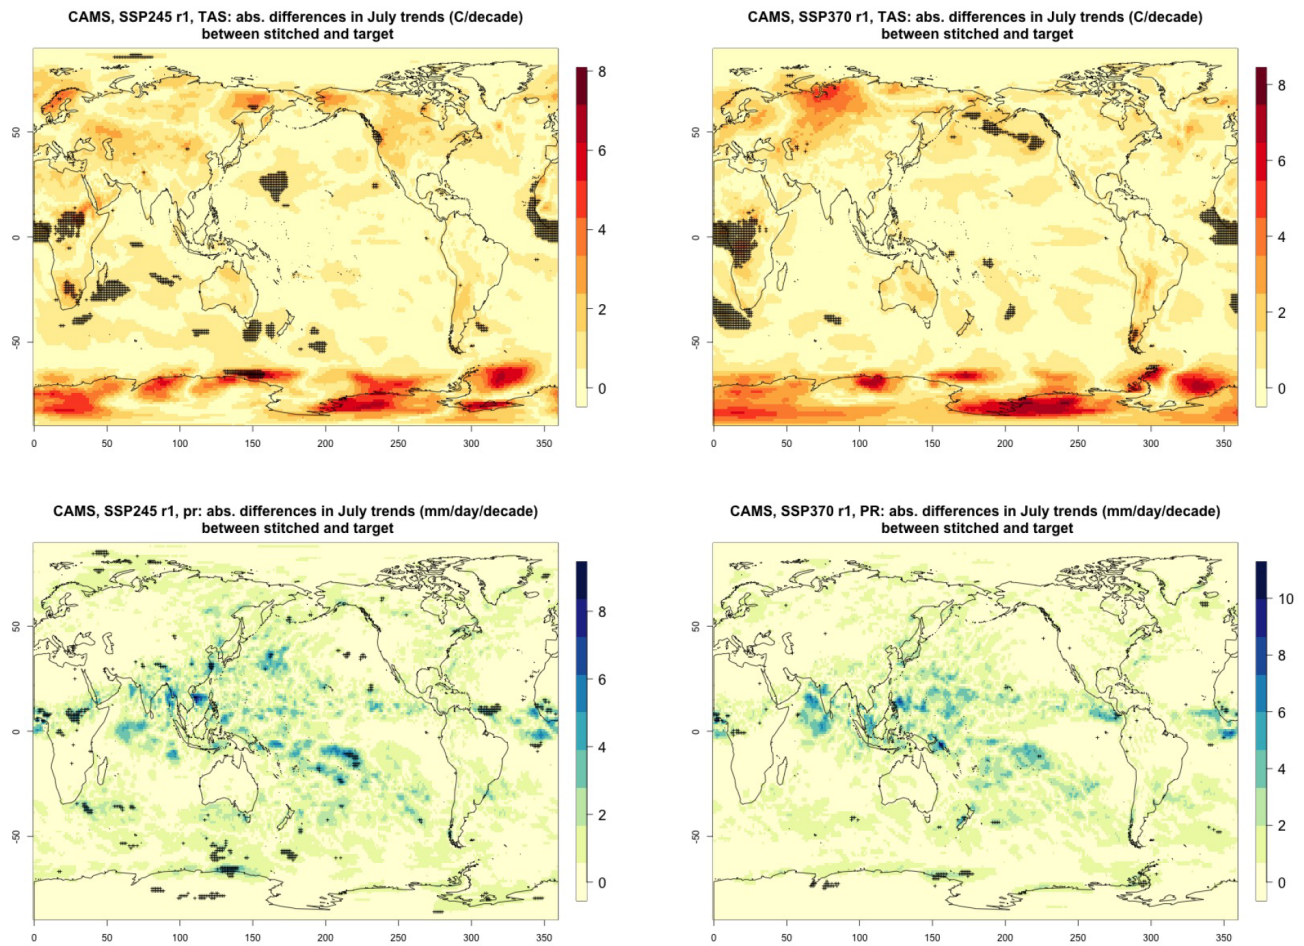 CAMS, SSP245 r1, TAS: abs. differences in July trends (C/decade)
between stitched and target
50
0
-50
0 50 100 150 200 250 300 350
8
6
4
2
0
CAMS, SSP370 r1, TAS: abs. differences in July trends (C/decade)
between stitched and target
50
0
-50
0 50 100 150 200 250 300 350
8
6
4
2
0
CAMS, SSP245 r1, pr: abs. differences in July trends (mm/day/decade)
between stitched and target
50
0
-50
0 50 100 150 200 250 300 350
8
6
4
2
0
CAMS, SSP370 r1, PR: abs. differences in July trends (mm/day/decade)
between stitched and target
50
0
-50
0 50 100 150 200 250 300 350
10
8
6
4
2
0